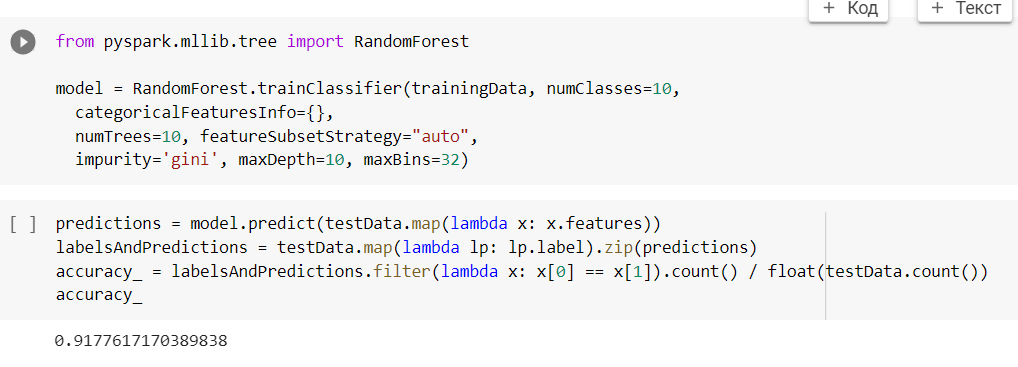 + Код + Текст
from pyspark.mllib.tree import RandomForest
model = RandomForest.trainClassifier(trainingData, numClasses=10,
categoricalFeaturesInfo={},
numTrees=10, featureSubsetStrategy="auto",
impurity='gini', maxDepth=10, maxBins=32)
[ ] predictions = model.predict(testData.map(lambda x: x.features))
labelsAndPredictions = testData.map(lambda lp: lp.label).zip(predictions)
accuracy_ = labelsAndPredictions.filter(lambda x: x[0] == x[1]).count() / float(testData.count())
accuracy_
0.9177617170389838